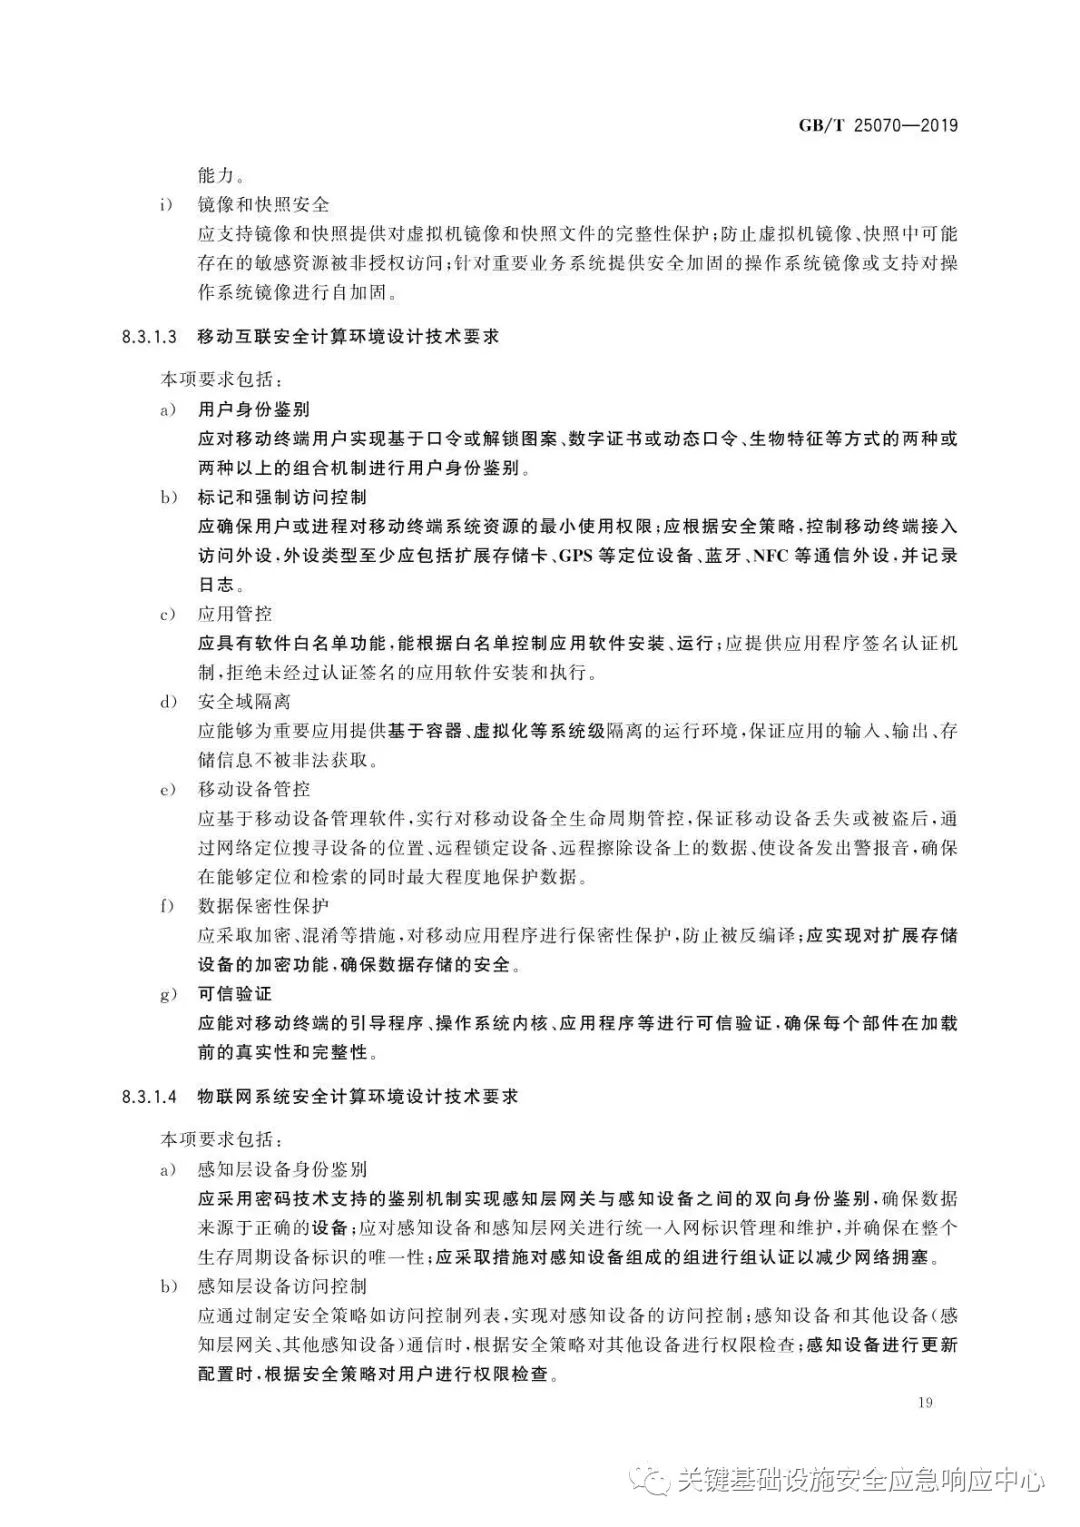 GB/T 25070—2019
能力。
i) 镜像和快照安全
应支持镜像和快照提供对虚拟机镜像和快照文件的完整性保护;防止虚拟机镜像、快照中可能
存在的敏感资源被非授权访问;针对重要业务系统提供安全加固的操作系统镜像或支持对操
作系统镜像进行自加固。
8.3.1.3 移动互联安全计算环境设计技术要求
本项要求包括:
a) 用户身份鉴别
应对移动终端用户实现基于口令或解锁图案、数字证书或动态口令、生物特征等方式的两种或
两种以上的组合机制进行用户身份鉴别。
b) 标记和强制访问控制
应确保用户或进程对移动终端系统资源的最小使用权限;应根据安全策略,控制移动终端接入
访问外设,外设类型至少应包括扩展存储卡、GPS 等定位设备、蓝牙、NFC 等通信外设,并记录
日志。
c) 应用管控
应具有软件白名单功能,能根据白名单控制应用软件安装、运行;应提供应用程序签名认证机
制,拒绝未经过认证签名的应用软件安装和执行。
d) 安全域隔离
应能够为重要应用提供基于容器、虚拟化等系统级隔离的运行环境,保证应用的输入、输出、存
储信息不被非法获取。
e) 移动设备管控
应基于移动设备管理软件,实行对移动设备全生命周期管控,保证移动设备丢失或被盗后,通
过网络定位搜寻设备的位置、远程锁定设备、远程擦除设备上的数据、使设备发出警报音,确保
在能够定位和检索的同时最大程度地保护数据。
f) 数据保密性保护
应采取加密、混淆等措施,对移动应用程序进行保密性保护,防止被反编译;应实现对扩展存储
设备的加密功能,确保数据存储的安全。
g) 可信验证
应能对移动终端的引导程序、操作系统内核、应用程序等进行可信验证,确保每个部件在加载
前的真实性和完整性。
8.3.1.4 物联网系统安全计算环境设计技术要求
本项要求包括:
a) 感知层设备身份鉴别
应采用密码技术支持的鉴别机制实现感知层网关与感知设备之间的双向身份鉴别,确保数据
来源于正确的设备;应对感知设备和感知层网关进行统一入网标识管理和维护,并确保在整个
生存周期设备标识的唯一性;应采取措施对感知设备组成的组进行组认证以减少网络拥塞。
b) 感知层设备访问控制
应通过制定安全策略如访问控制列表,实现对感知设备的访问控制;感知设备和其他设备(感
知层网关、其他感知设备)通信时,根据安全策略对其他设备进行权限检查;感知设备进行更新
配置时,根据安全策略对用户进行权限检查。
19
关键基础设施安全应急响应中心